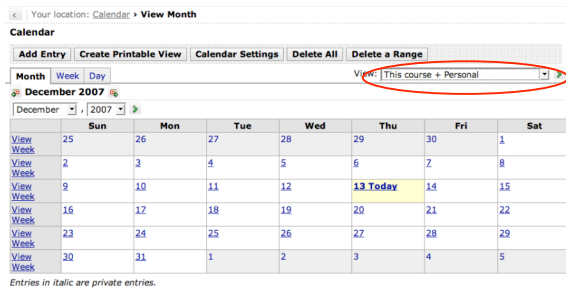 Your location: Calendar › View Month
Calendar
Add Entry Create Printable View Calendar Settings Delete All Delete a Range
Month Week Day View: This course + Personal
December 2007
December , 2007
Sun Mon Tue Wed Thu Fri Sat
View Week 25 26 27 28 29 30 1
View Week 2 3 4 5 6 7 8
View Week 9 10 11 12 13 Today 14 15
View Week 16 17 18 19 20 21 22
View Week 23 24 25 26 27 28 29
View Week 30 31 1 2 3 4 5
Entries in italic are private entries.